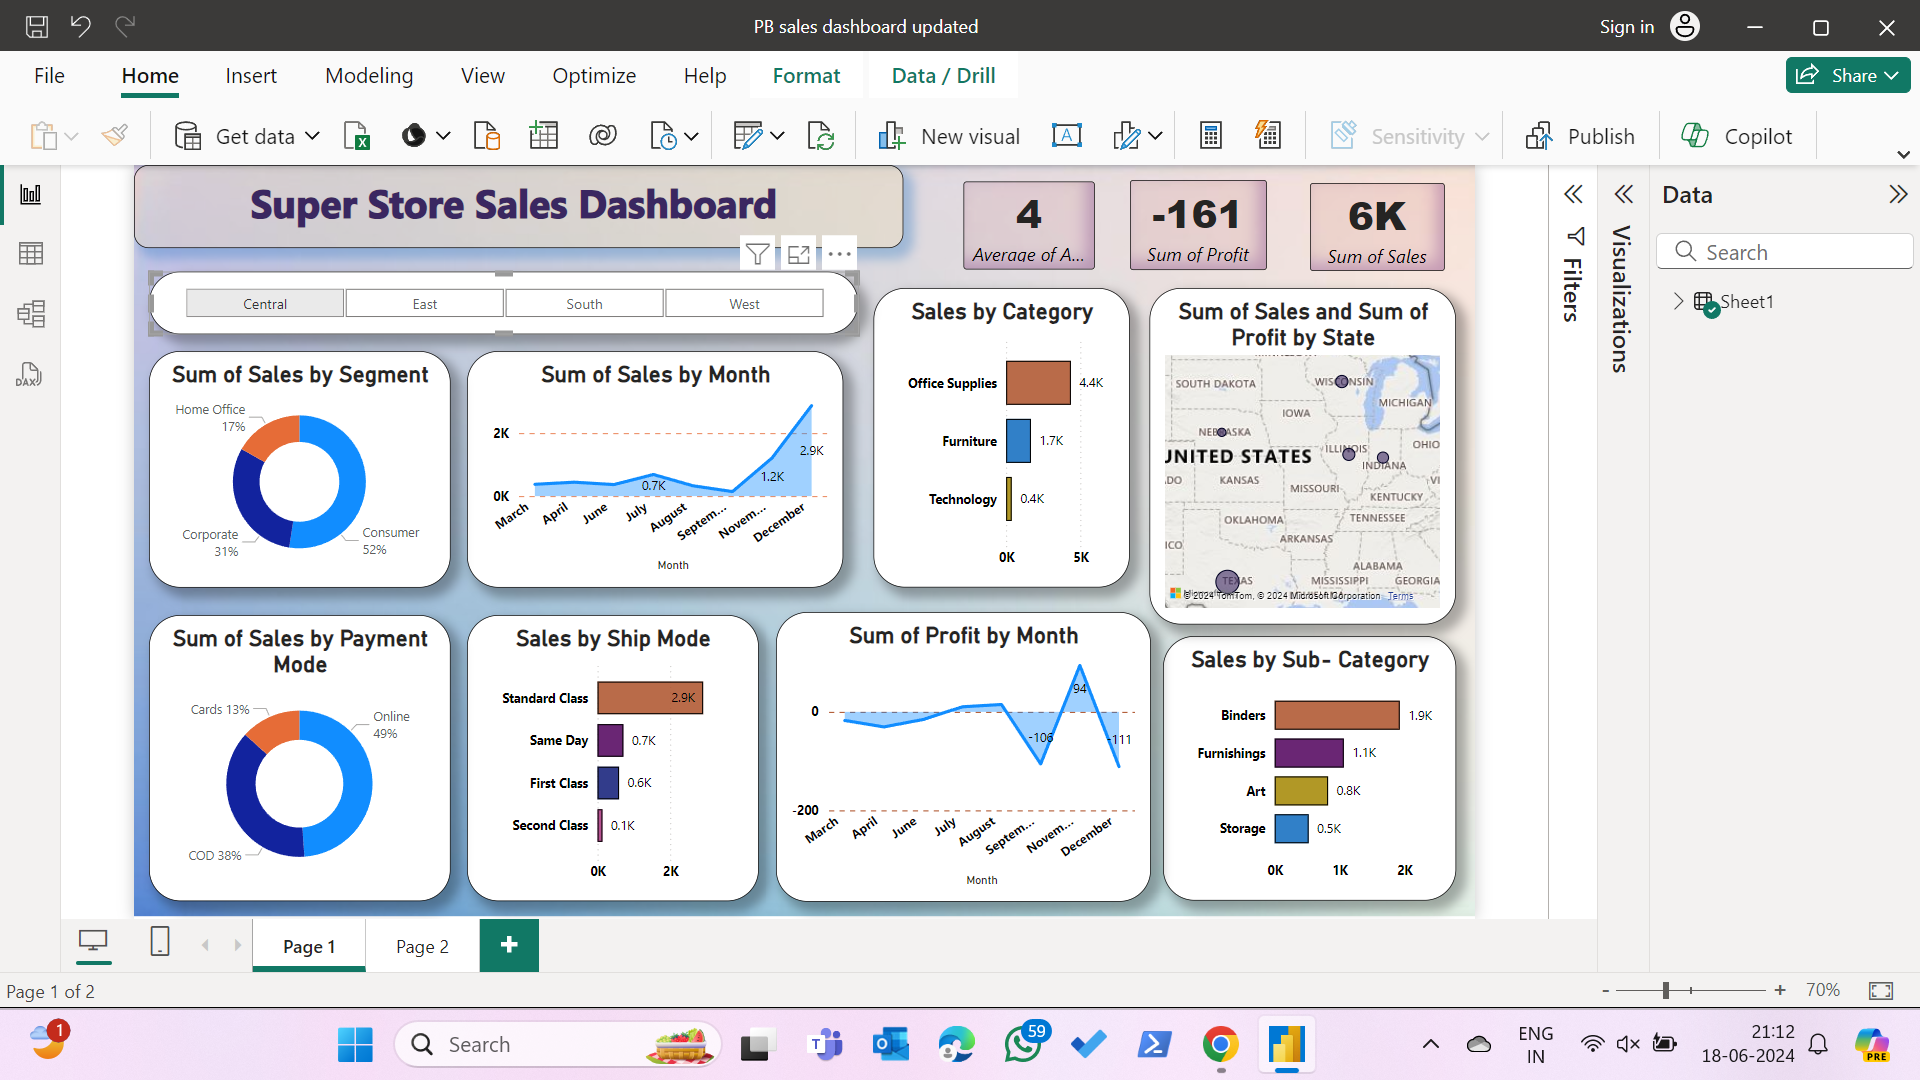 PB sales dashboard updated
Sign in
File
Home
Insert
Modeling
View
Optimize
Help
Format
Data / Drill
Share
Get data
New visual
A
Sensitivity
Publish
Copilot
DAX
Super Store Sales Dashboard
4
Average of A...
-161
Sum of Profit
6K
Sum of Sales
Central
East
South
West
Sum of Sales by Segment
Home Office
17%
Corporate
31%
Consumer
52%
Sum of Sales by Month
2K
0K
0.7K
1.2K
2.9K
March
April
June
July
August
Septem...
Novem...
December
Month
Sales by Category
Office Supplies
4.4K
Furniture
1.7K
Technology
0.4K
0K
5K
Sum of Sales and Sum of
Profit by State
SOUTH DAKOTA
WISCONSIN
MICHIGAN
IOWA
NEBRASKA
ILLINOIS
OHIO
UNITED STATES
INDIANA
DO
KANSAS
MISSOURI
VI
KENTUCKY
OKLAHOMA
TENNESSEE
ICO
ARKANSAS
ALABAMA
TEXAS
MISSISSIPPI
GEORGIA
© 2024 TomTom, © 2024 Microsoft Corporation Terms
Sum of Sales by Payment
Mode
Cards 13%
Online
49%
COD 38%
Sales by Ship Mode
Standard Class
2.9K
Same Day
0.7K
First Class
0.6K
Second Class
0.1K
0K
2K
Sum of Profit by Month
0
-200
-106
94
-111
March
April
June
July
August
Septem...
Novem...
December
Month
Sales by Sub- Category
Binders
1.9K
Furnishings
1.1K
Art
0.8K
Storage
0.5K
0K
1K
2K
Filters
Visualizations
Data
Search
Sheet1
Page 1
Page 2
+
Page 1 of 2
-
+
70%
1
Search
T
59
PRE
ENG
IN
21:12
18-06-2024